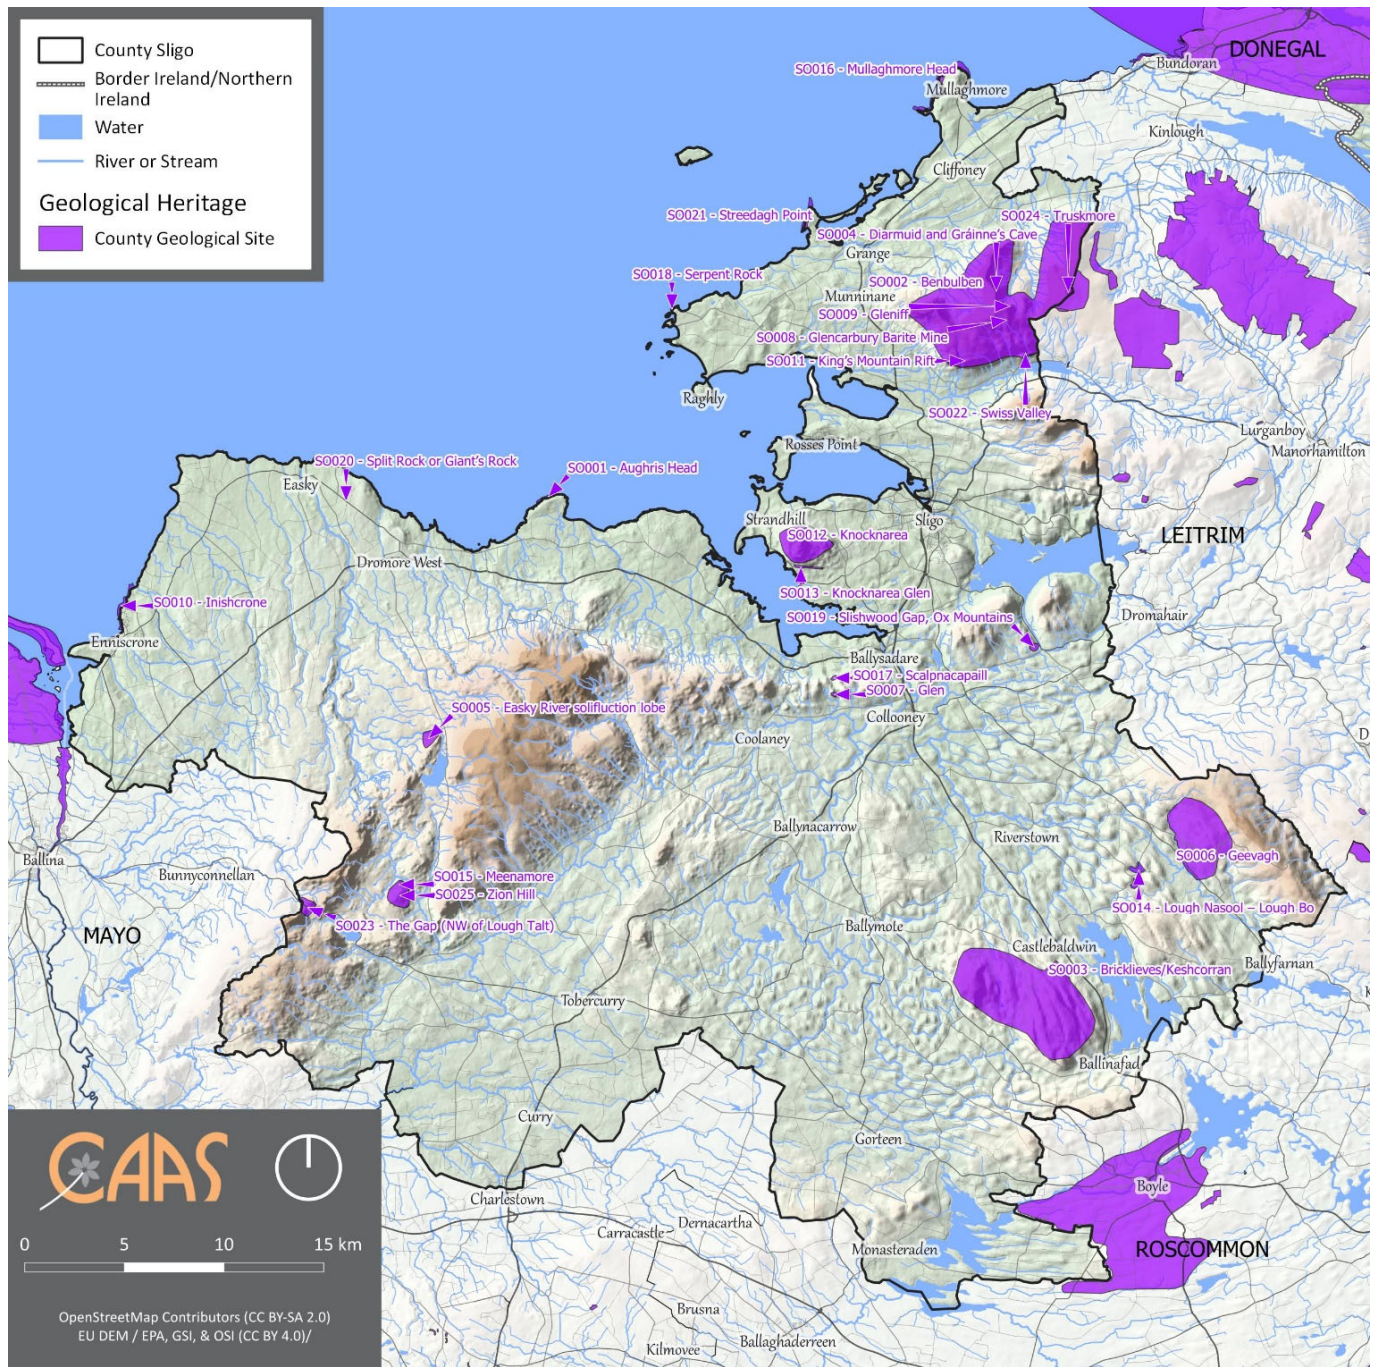 County Sligo
Border Ireland/Northern
Ireland
Water
River or Stream
Geological Heritage
County Geological Site
DONEGAL
Bundoran
SO016 - Mullaghmore Head
Mullaghmore
Kinlough
Cliffoney
SO021 - Streedagh Point
SO024 - Truskmore
SO004 - Diarmuid and Gráinne's Cave
Grange
SO018 - Serpent Rock
SO002 - Benbulben
Munninane
SO009 - Gleniff
SO008 - Glencarbury Barite Mine
SO011 - King's Mountain Rift
Raghly
SO022 - Swiss Valley
Lurganboy
Rosses Point
Manorhamilton
SO020 - Split Rock or Giant's Rock
SO001 - Aughris Head
Easky
Strandhill
Sligo
SO012 - Knocknarea
LEITRIM
Dromore West
SO013 - Knocknarea Glen
SO010 - Inishcrone
SO019 - Slishwood Gap, Ox Mountains
Dromahair
Enniscrone
Ballysadare
SO017 - Scalpnacapaill
SO007 - Glen
SO005 - Easky River solifluction lobe
Collooney
Coolaney
D
Ballynacarrow
Riverstown
Ballina
SO006 - Geevagh
Bunnyconnellan
SO015 - Meenamore
SO025 - Zion Hill
SO014 - Lough Nasool – Lough Bo
SO023 - The Gap (NW of Lough Talt)
Ballymote
MAYO
Castlebaldwin
Ballyfarnan
SO003 - Bricklieves/Keshcorran
K
Tobercurry
Ballinafad
Curry
Gorteen
CAAS
Boyle
Charlestown
Dernacartha
Carracastle
0 5 10 15 km
Monasteraden
ROSCOMMON
Brusna
OpenStreetMap Contributors (CC BY-SA 2.0)
EU DEM / EPA, GSI, & OSI (CC BY 4.0)/
Ballaghaderreen
Kilmovee